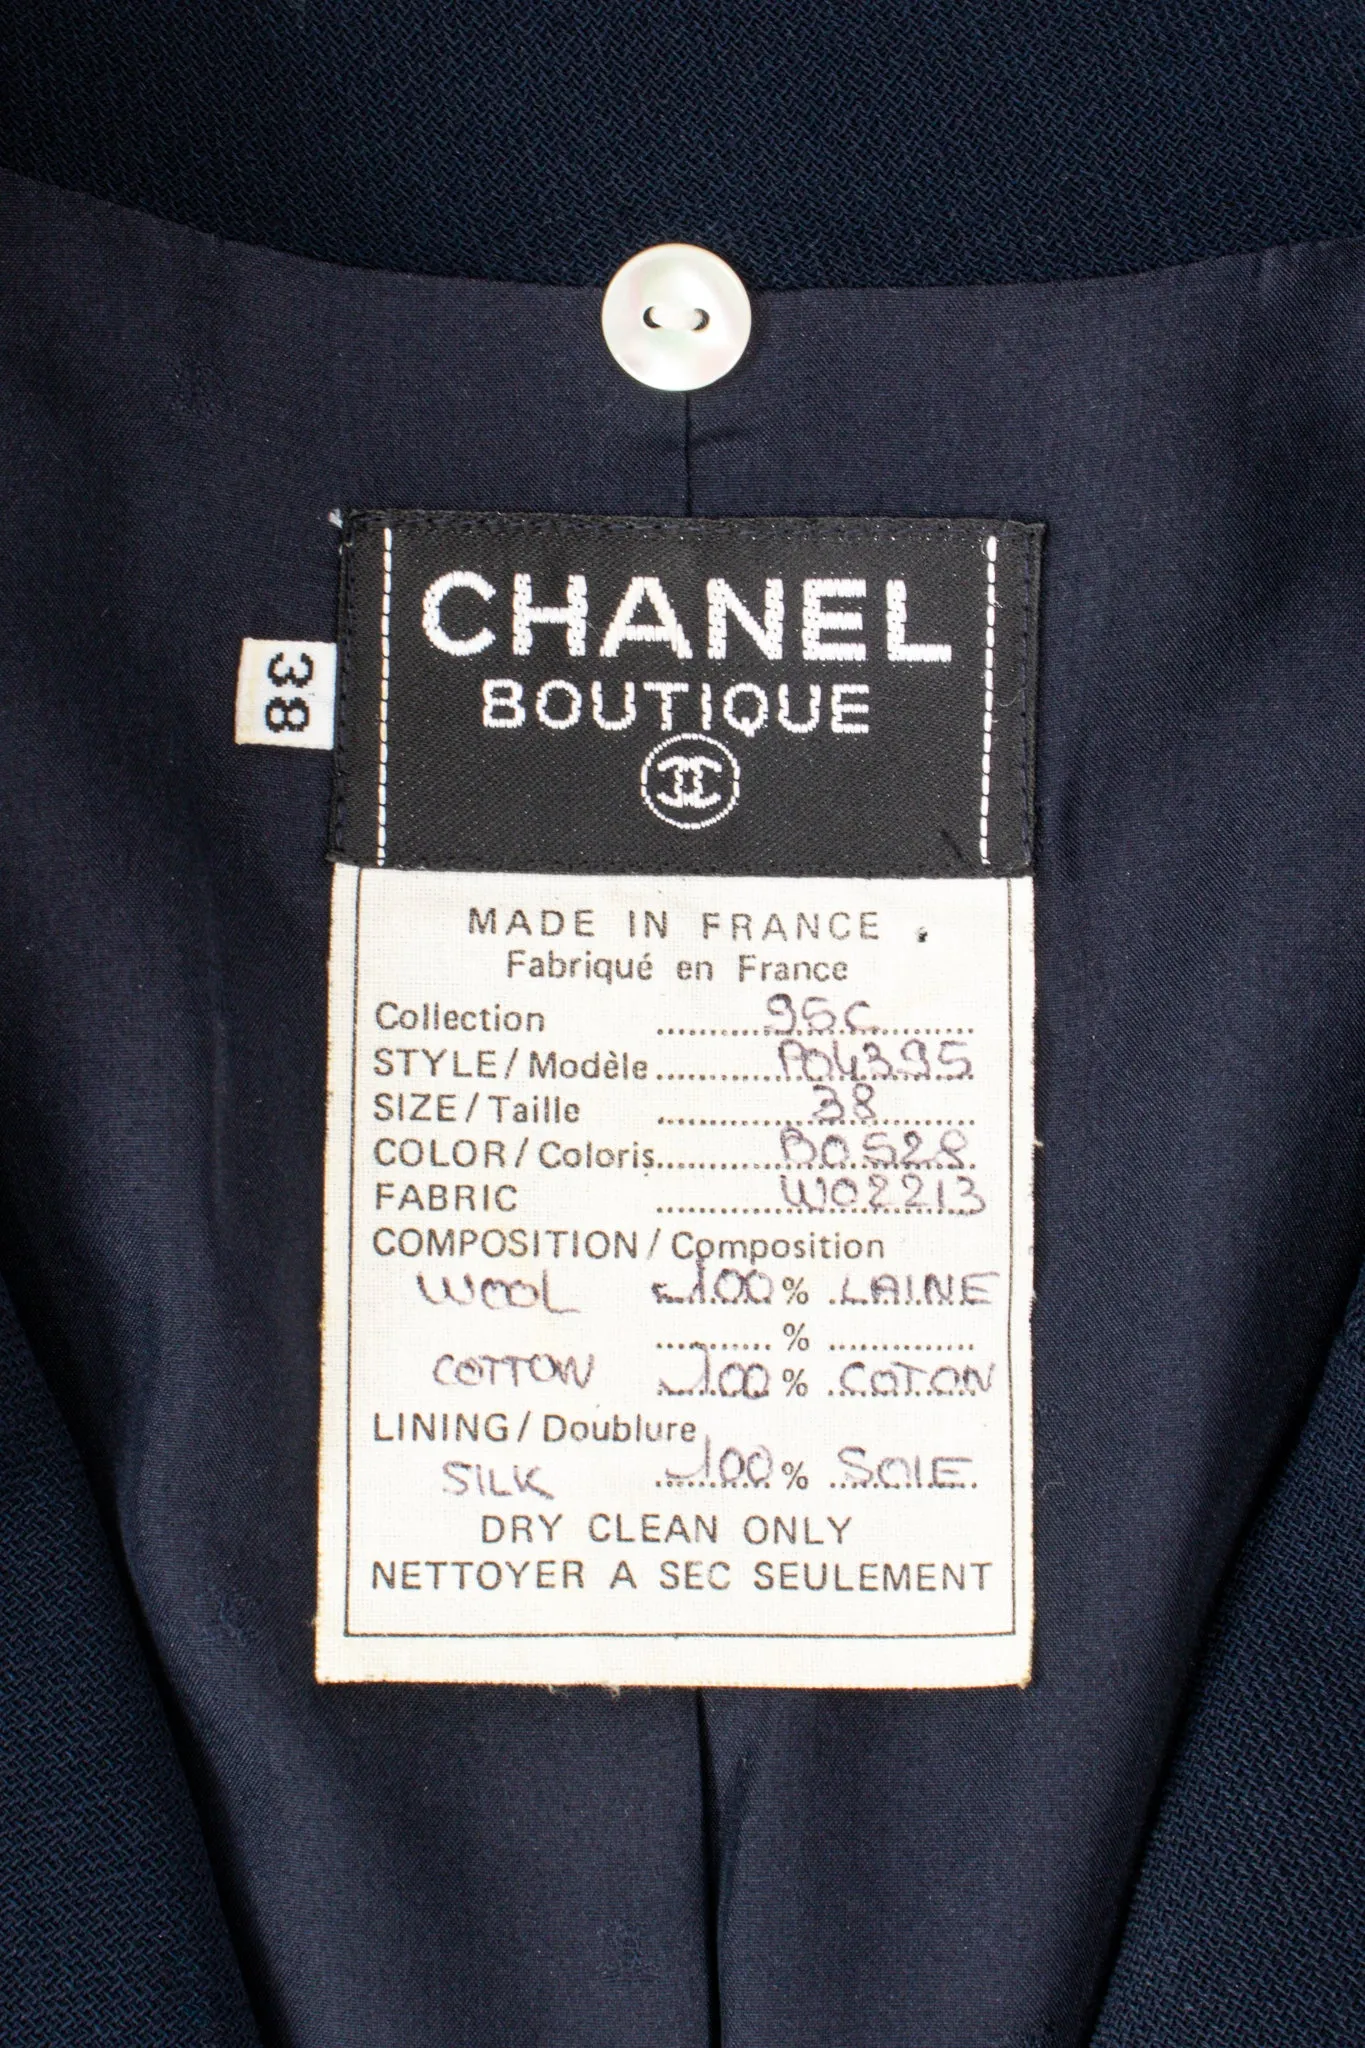 CHANEL
BOUTIQUE
38
MADE IN FRANCE
Fabriqué en France
Collection 95C
STYLE / Modèle P04395
SIZE / Taille 38
COLOR / Coloris B0528
FABRIC W02213
COMPOSITION / Composition
WOOL 100 % LAINE
%
COTTON 100 % COTON
LINING / Doublure
SILK 100 % SOIE
DRY CLEAN ONLY
NETTOYER A SEC SEULEMENT